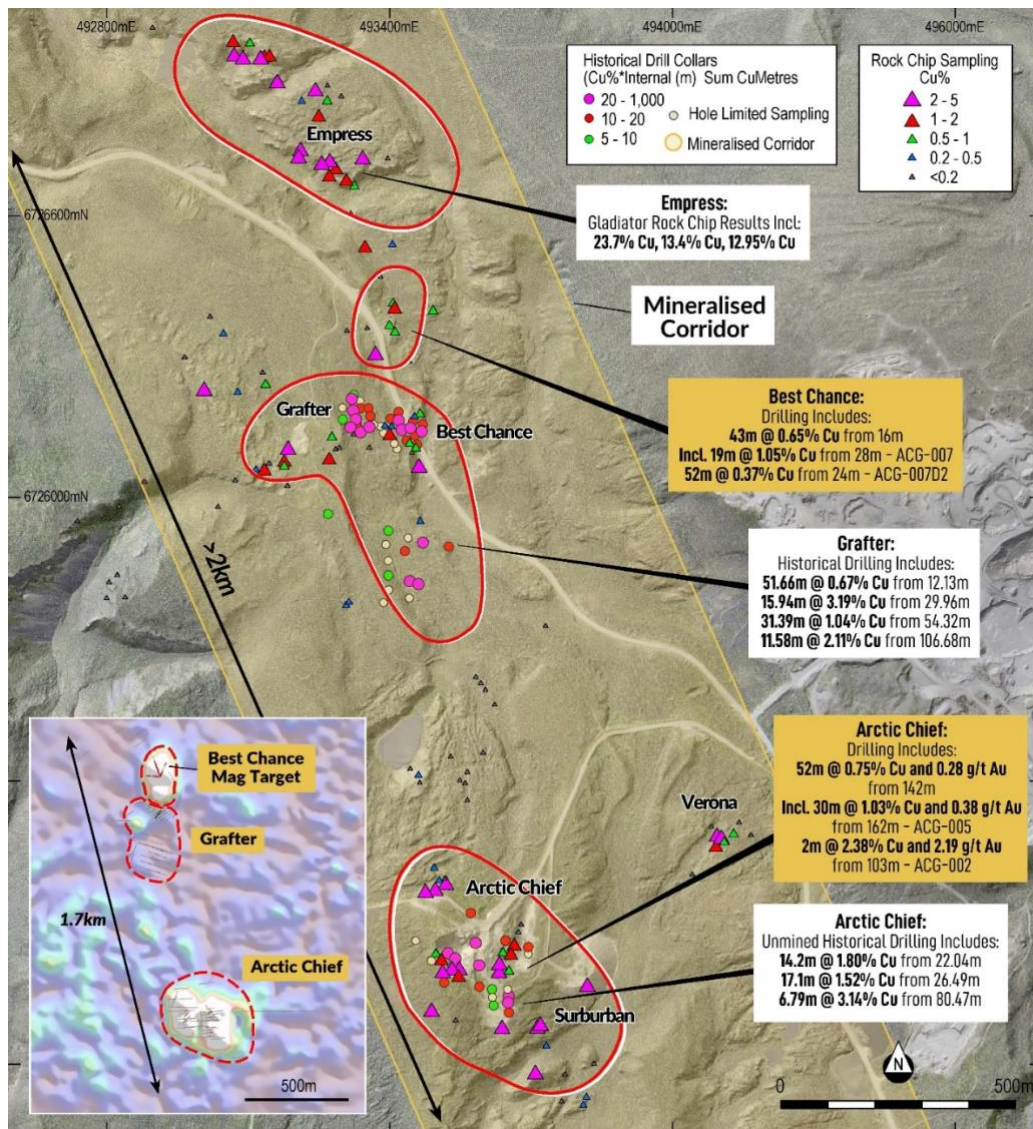 492800mE
493400mE
494000mE
496000mE
Historical Drill Collars
(Cu%*Internal (m) Sum CuMetres
20 - 1,000
10 - 20
5 - 10
Hole Limited Sampling
Mineralised Corridor
Rock Chip Sampling
Cu%
2 - 5
1 - 2
0.5 - 1
0.2 - 0.5
<0.2
Empress
6726600mN
Empress:
Gladiator Rock Chip Results Incl:
23.7% Cu, 13.4% Cu, 12.95% Cu
Mineralised
Corridor
Grafter
Best Chance
Best Chance:
Drilling Includes:
43m @ 0.65% Cu from 16m
Incl. 19m @ 1.05% Cu from 28m - ACG-007
52m @ 0.37% Cu from 24m - ACG-007D2
6726000mN
<2km
Grafter:
Historical Drilling Includes:
51.66m @ 0.67% Cu from 12.13m
15.94m @ 3.19% Cu from 29.96m
31.39m @ 1.04% Cu from 54.32m
11.58m @ 2.11% Cu from 106.68m
Best Chance
Mag Target
Grafter
1.7km
Arctic Chief
500m
Verona
Arctic Chief
Surburban
Arctic Chief:
Drilling Includes:
52m @ 0.75% Cu and 0.28 g/t Au
from 142m
Incl. 30m @ 1.03% Cu and 0.38 g/t Au
from 162m - ACG-005
2m @ 2.38% Cu and 2.19 g/t Au
from 103m - ACG-002
Arctic Chief:
Unmined Historical Drilling Includes:
14.2m @ 1.80% Cu from 22.04m
17.1m @ 1.52% Cu from 26.49m
6.79m @ 3.14% Cu from 80.47m
N
0
500m